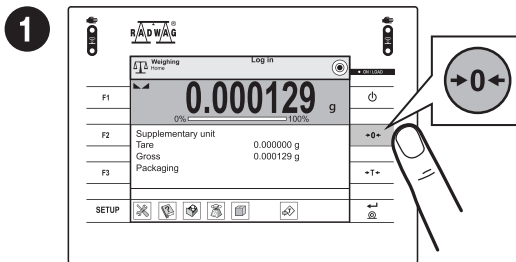 1
RADWAG®
Weighing
Home
Log in
ON / LOAD
F1
0.000129 g
0% 100%
F2
→0←
→0←
Supplementary unit
Tare 0.000000 g
Gross 0.000129 g
Packaging
F3
→T←
SETUP